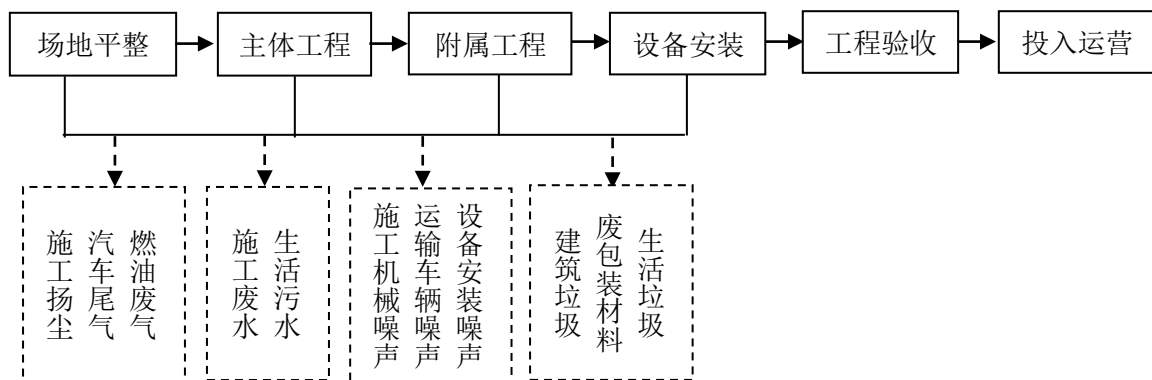 场地平整
主体工程
附属工程
设备安装
工程验收
投入运营
施工扬尘
汽车尾气
燃油废气
施工废水
生活污水
施工机械噪声
运输车辆噪声
设备安装噪声
建筑垃圾
废包装材料
生活垃圾